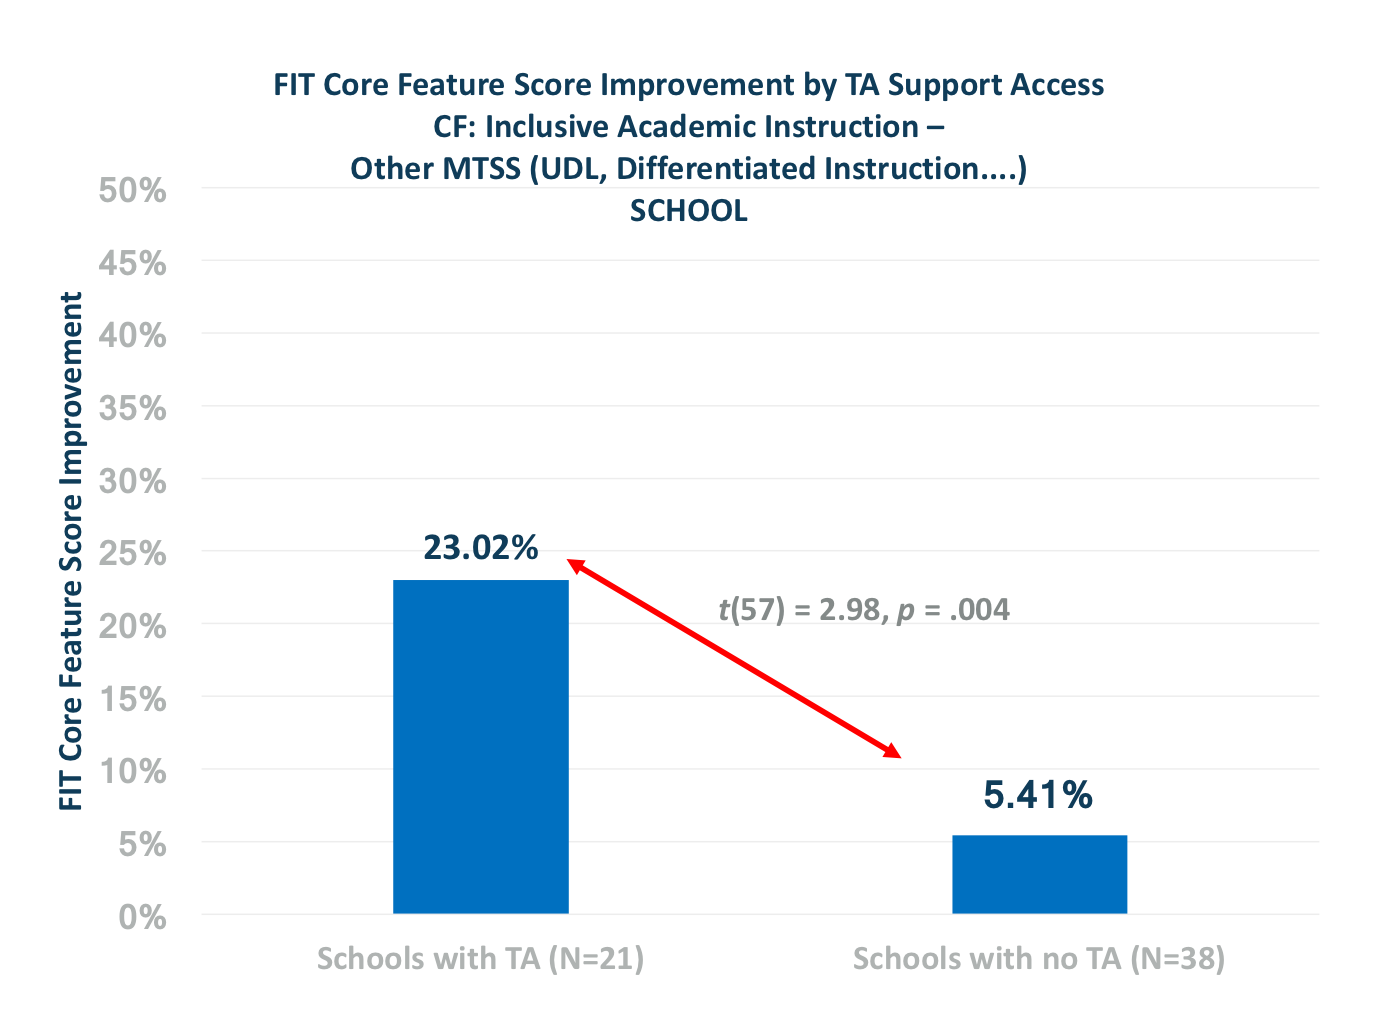 FIT Core Feature Score Improvement by TA Support Access
CF: Inclusive Academic Instruction –
Other MTSS (UDL, Differentiated Instruction....)
SCHOOL
FIT Core Feature Score Improvement
50%
45%
40%
35%
30%
25%
20%
15%
10%
5%
0%
23.02%
t(57) = 2.98, p = .004
5.41%
Schools with TA (N=21)
Schools with no TA (N=38)